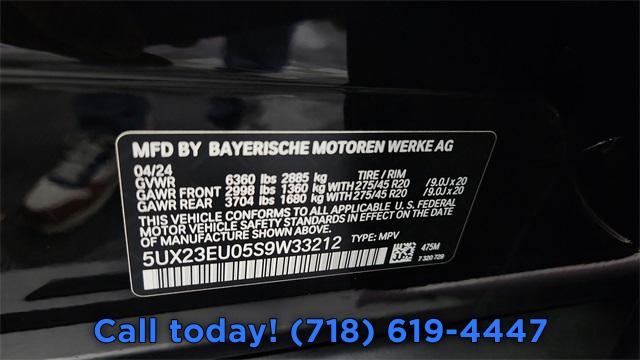 MFD BY BAYERISCHE MOTOREN WERKE AG
04/24
GVWR 6360 lbs 2885 kg TIRE / RIM
GAWR FRONT 2998 lbs 1360 kg WITH 275/45 R20 /9.0J x 20
GAWR REAR 3704 lbs 1680 kg WITH 275/45 R20 /9.0J x 20
THIS VEHICLE CONFORMS TO ALL APPLICABLE U. S. FEDERAL
MOTOR VEHICLE SAFETY STANDARDS IN EFFECT ON THE DATE
OF MANUFACTURE SHOWN ABOVE.
5UX23EU05S9W33212 TYPE: MPV
475M
7 320 729
Call today! (718) 619-4447